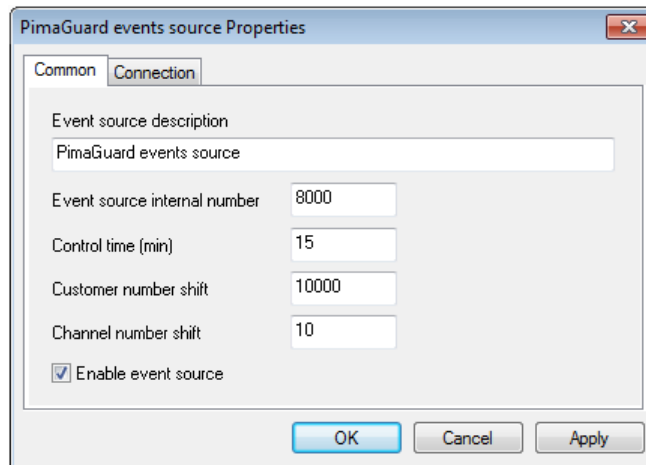 PimaGuard events source Properties
Common
Connection
Event source description
PimaGuard events source
Event source internal number 8000
Control time (min) 15
Customer number shift 10000
Channel number shift 10
Enable event source
OK Cancel Apply